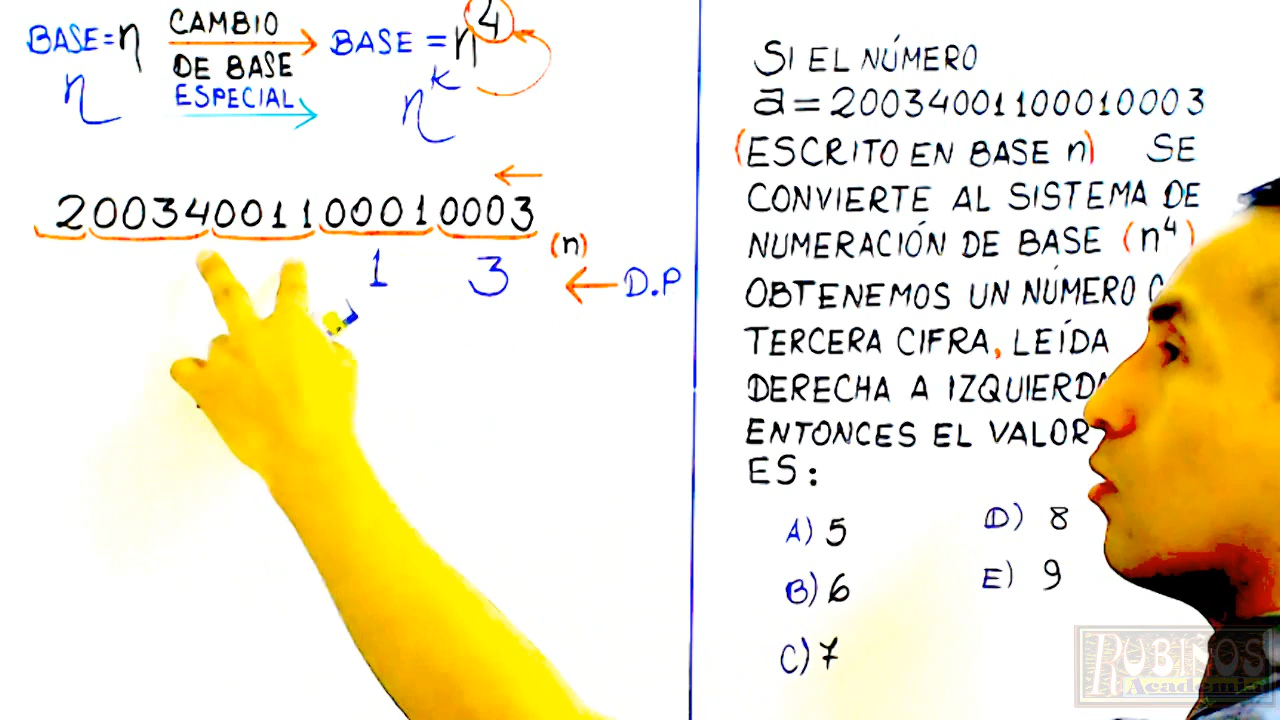 BASE=n CAMBIO DE BASE ESPECIAL BASE=n⁴
n nᵏ
20034001100010003 (n)
1 3 ← D.P
SI EL NÚMERO
a=20034001100010003
(ESCRITO EN BASE n) SE
CONVIERTE AL SISTEMA DE
NUMERACIÓN DE BASE (n⁴)
OBTENEMOS UN NÚMERO
TERCERA CIFRA, LEÍDA
DERECHA A
ENTONCES EL VALOR
ES:
A) 5 D) 8
B) 6 E) 9
C) 7
RUBIÑOS
Academia